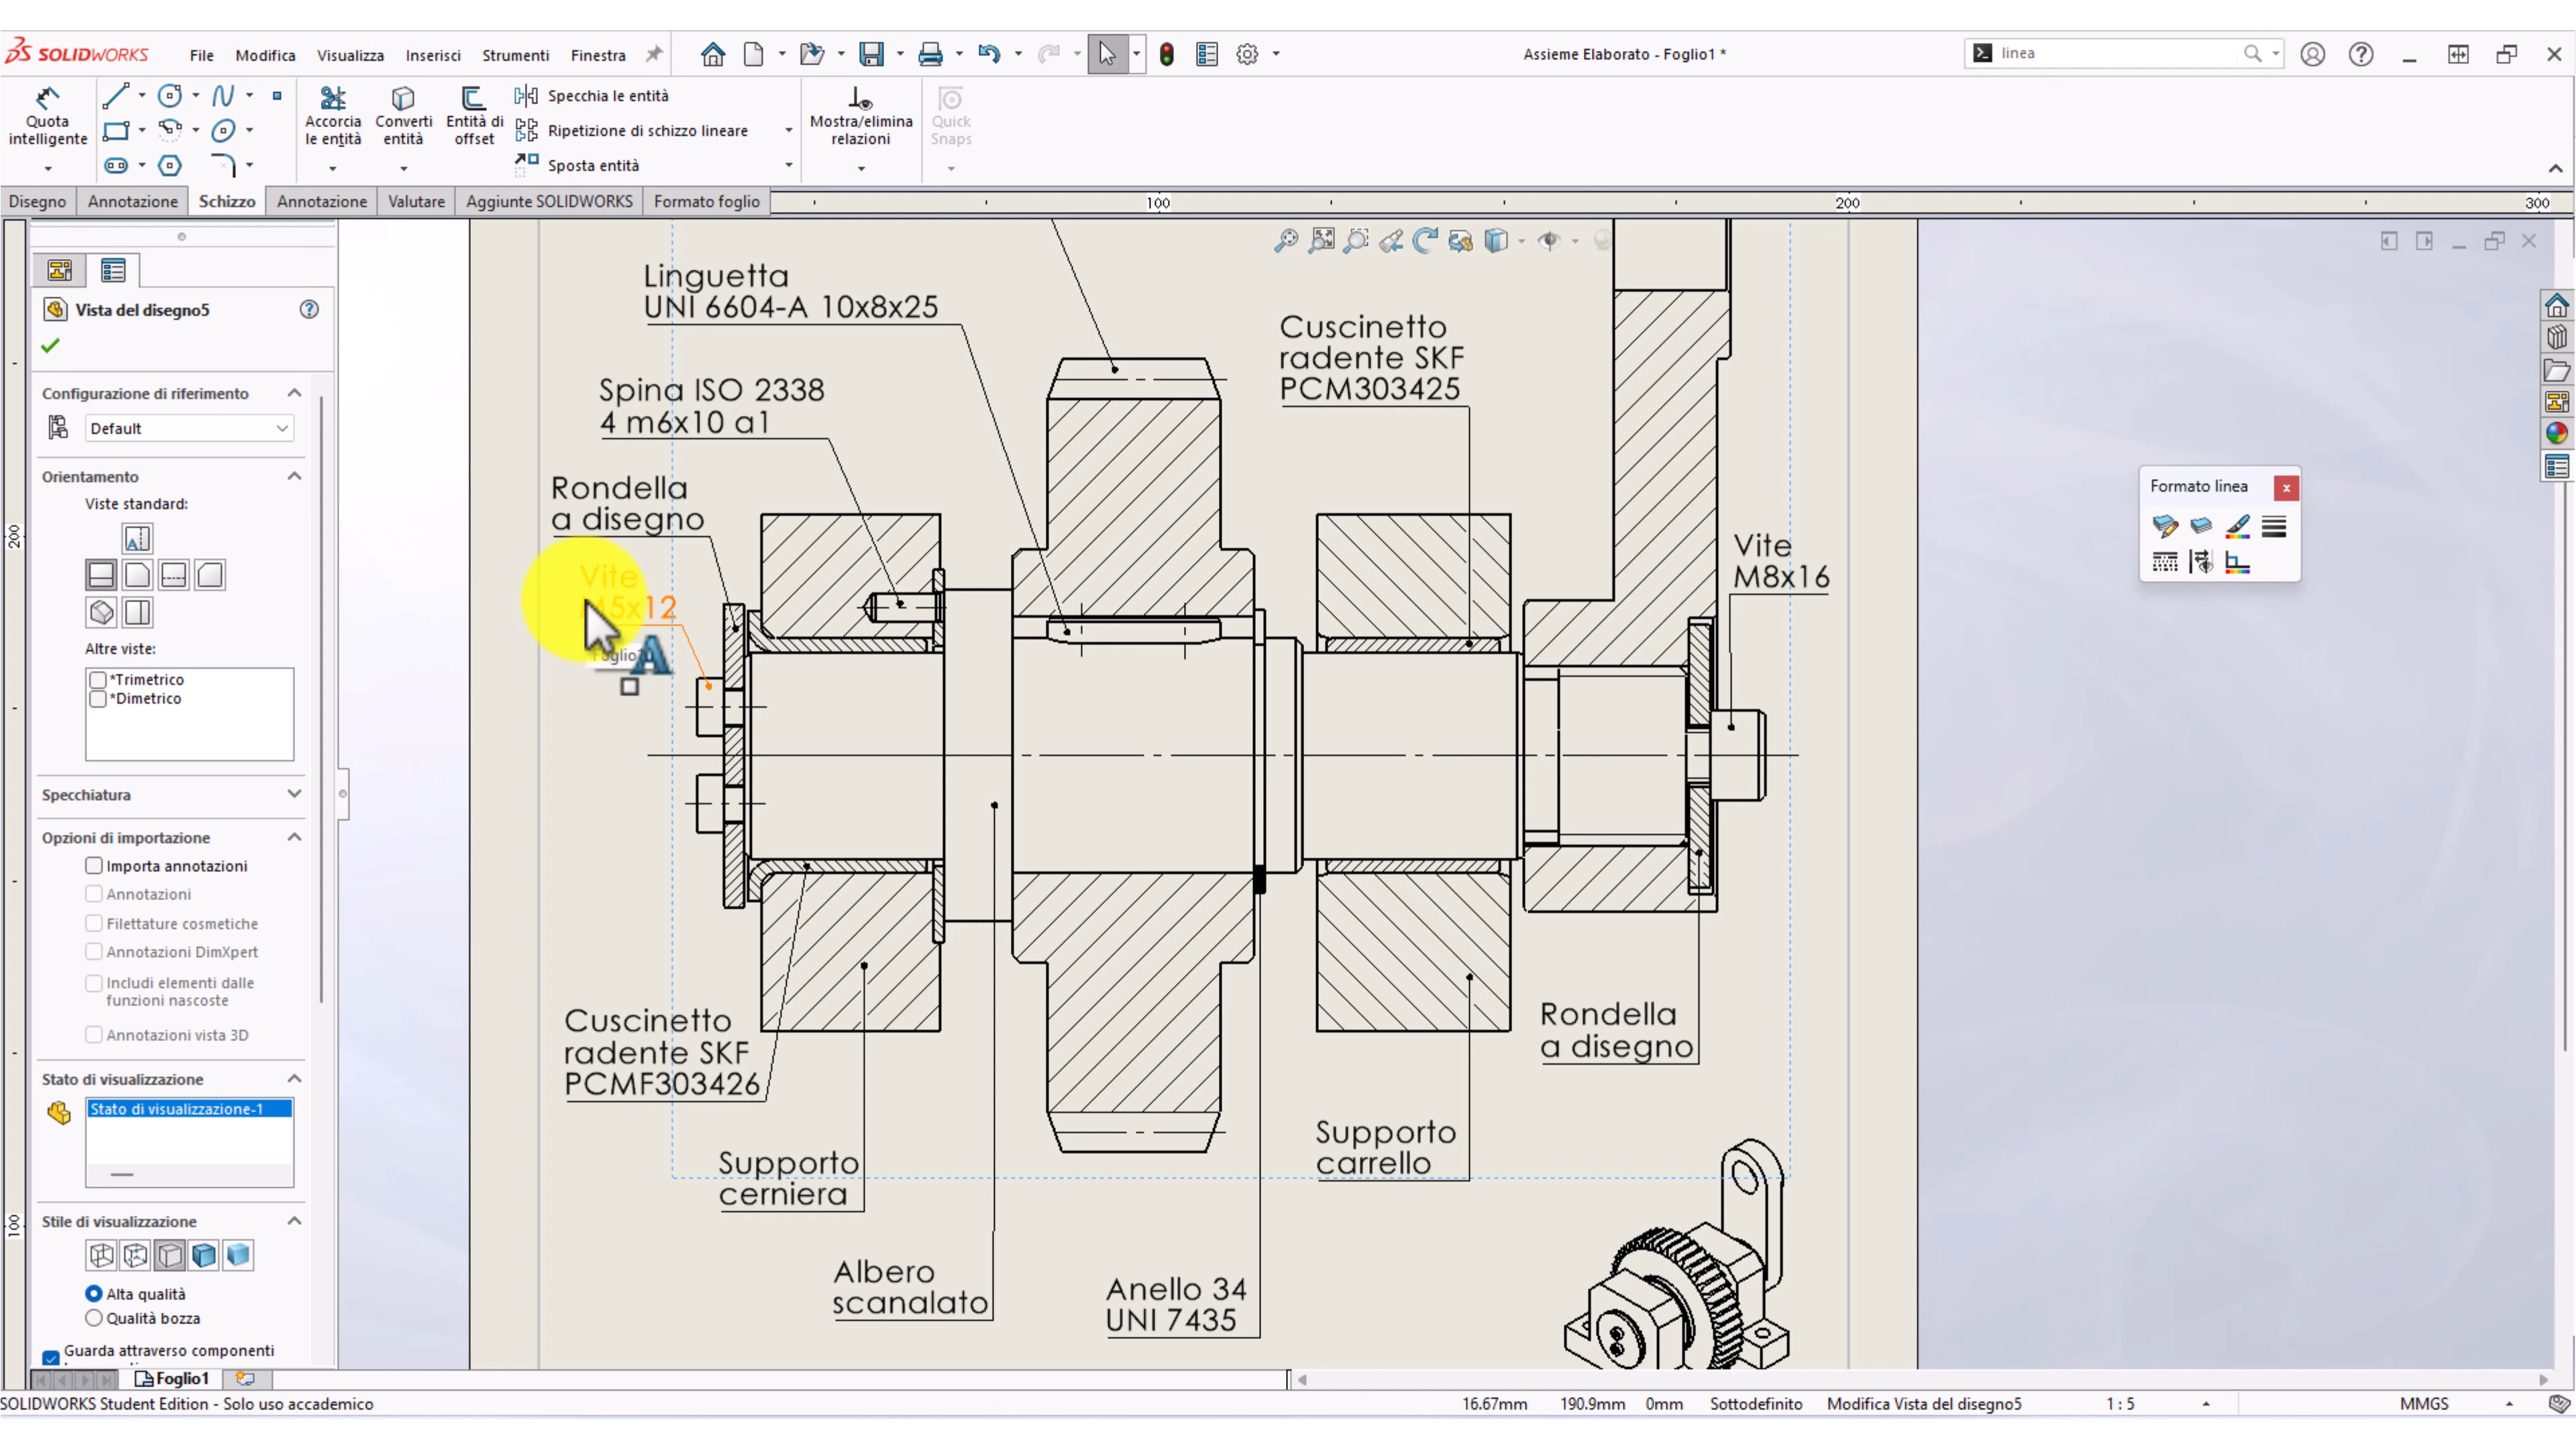 SOLIDWORKS
File Modifica Visualizza Inserisci Strumenti Finestra
Assieme Elaborato - Foglio1 *
linea
Quota
intelligente
Accorcia
le entità
Converti
entità
Entità di
offset
Specchia le entità
Ripetizione di schizzo lineare
Sposta entità
Mostra/elimina
relazioni
Quick
Snaps
Disegno Annotazione Schizzo Annotazione Valutare Aggiunte SOLIDWORKS Formato foglio
100 200 300
200
100
Vista del disegno5
Configurazione di riferimento
Default
Orientamento
Viste standard:
Altre viste:
*Trimetrico
*Dimetrico
Specchiatura
Opzioni di importazione
Importa annotazioni
Annotazioni
Filettature cosmetiche
Annotazioni DimXpert
Includi elementi dalle
funzioni nascoste
Annotazioni vista 3D
Stato di visualizzazione
Stato di visualizzazione-1
Stile di visualizzazione
Alta qualità
Qualità bozza
Guarda attraverso componenti
Linguetta
UNI 6604-A 10x8x25
Spina ISO 2338
4 m6x10 a1
Rondella
a disegno
Vite
M5x12
Cuscinetto
radente SKF
PCM303425
Vite
M8x16
Formato linea
Cuscinetto
radente SKF
PCMF303426
Supporto
cerniera
Albero
scanalato
Anello 34
UNI 7435
Supporto
carrello
Rondella
a disegno
Foglio1
SOLIDWORKS Student Edition - Solo uso accademico
16.67mm 190.9mm 0mm Sottodefinito Modifica Vista del disegno5 1 : 5 MMGS